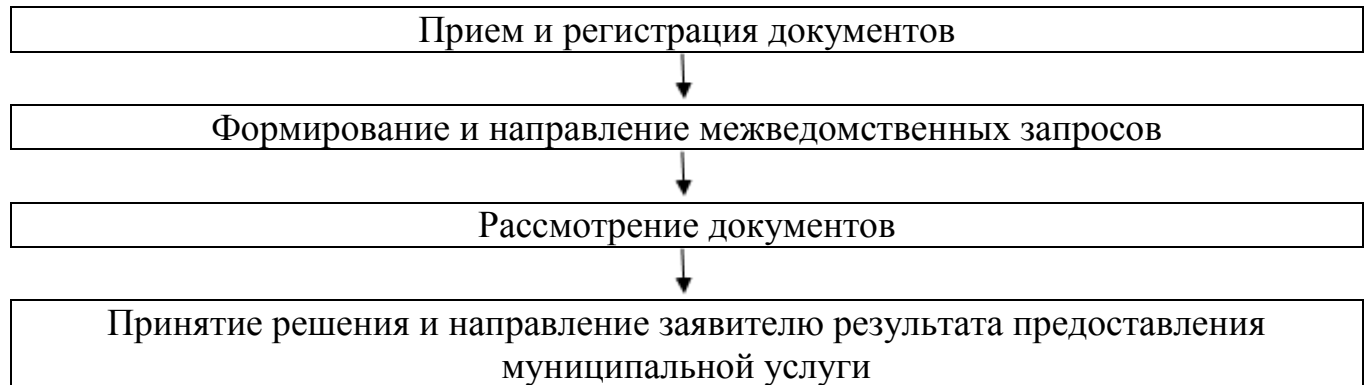 Прием и регистрация документов
Формирование и направление межведомственных запросов
Рассмотрение документов
Принятие решения и направление заявителю результата предоставления
муниципальной услуги